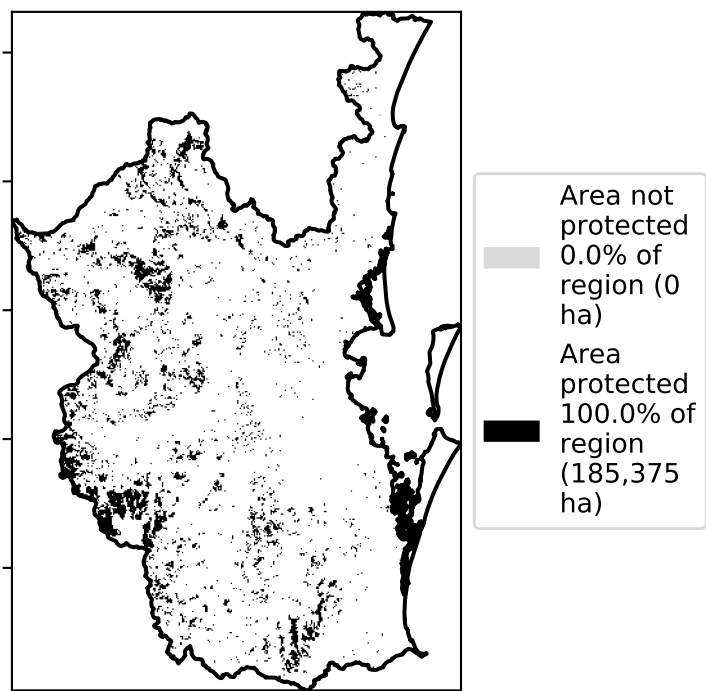 Area not
protected
0.0% of
region (0
ha)
Area
protected
100.0% of
region
(185,375
ha)